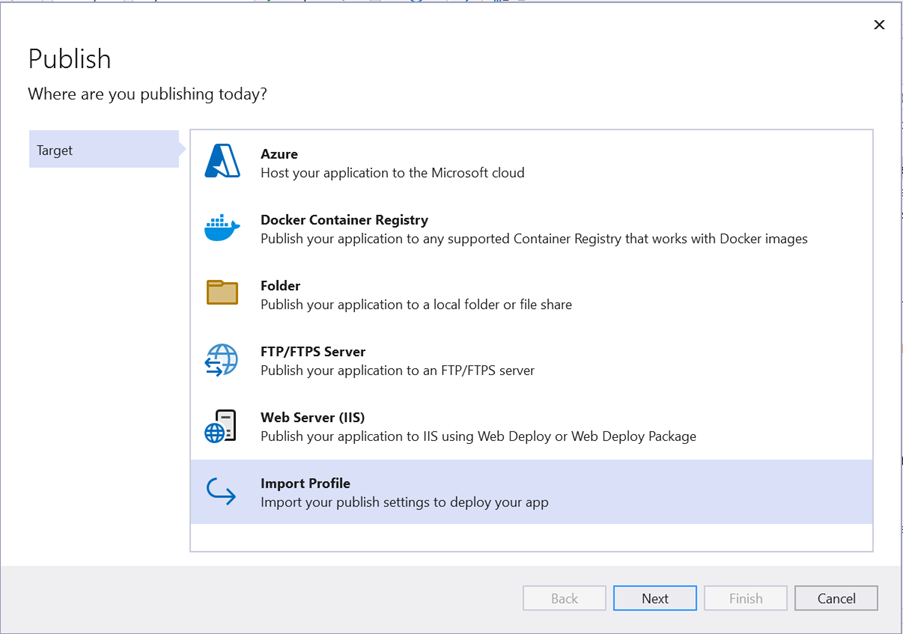 Publish
Where are you publishing today?
Target
Azure
Host your application to the Microsoft cloud
Docker Container Registry
Publish your application to any supported Container Registry that works with Docker images
Folder
Publish your application to a local folder or file share
FTP/FTPS Server
Publish your application to an FTP/FTPS server
Web Server (IIS)
Publish your application to IIS using Web Deploy or Web Deploy Package
Import Profile
Import your publish settings to deploy your app
Back
Next
Finish
Cancel